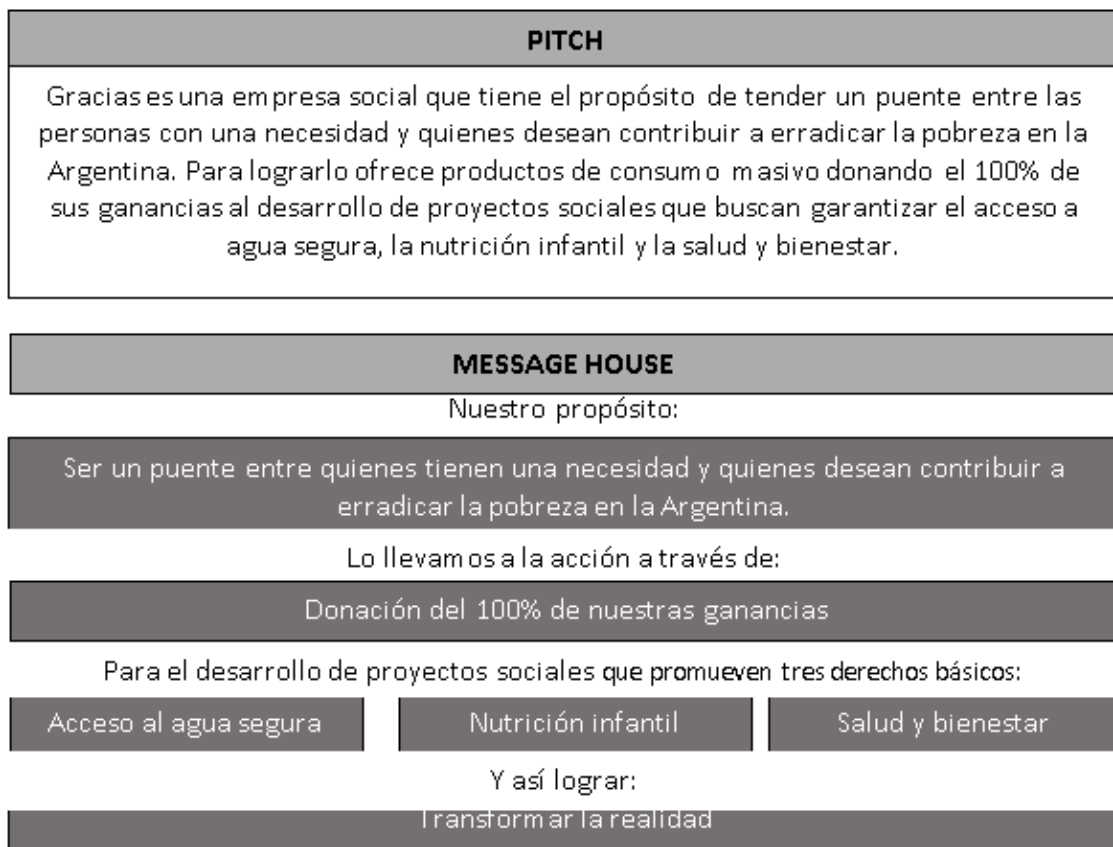 PITCH
Gracias es una empresa social que tiene el propósito de tender un puente entre las
personas con una necesidad y quienes desean contribuir a erradicar la pobreza en la
Argentina. Para lograrlo ofrece productos de consumo masivo donando el 100% de
sus ganancias al desarrollo de proyectos sociales que buscan garantizar el acceso a
agua segura, la nutrición infantil y la salud y bienestar.
MESSAGE HOUSE
Nuestro propósito:
Ser un puente entre quienes tienen una necesidad y quienes desean contribuir a
erradicar la pobreza en la Argentina.
Lo llevamos a la acción a través de:
Donación del 100% de nuestras ganancias
Para el desarrollo de proyectos sociales que promueven tres derechos básicos:
Acceso al agua segura
Nutrición infantil
Salud y bienestar
Y así lograr:
Transformar la realidad